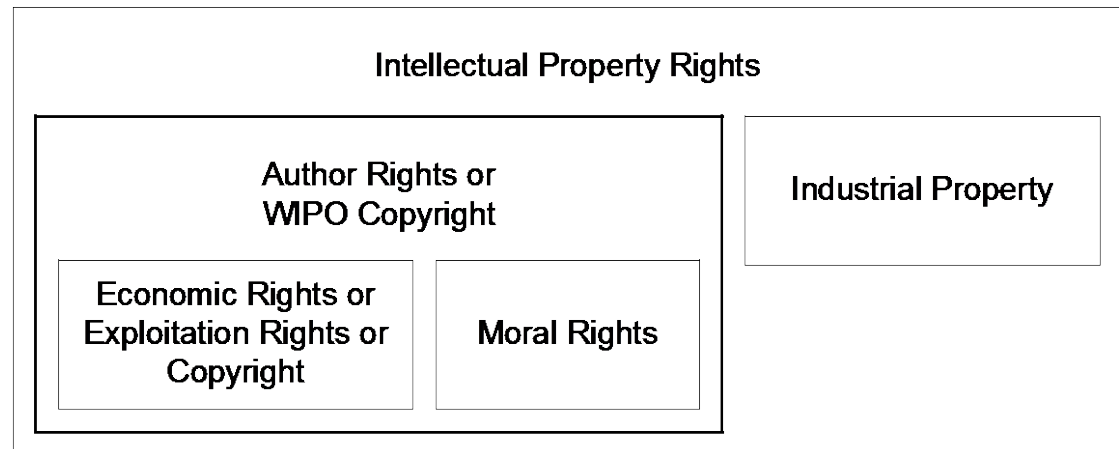 Intellectual Property Rights
Author Rights or
WIPO Copyright
Industrial Property
Economic Rights or
Exploitation Rights or
Copyright
Moral Rights